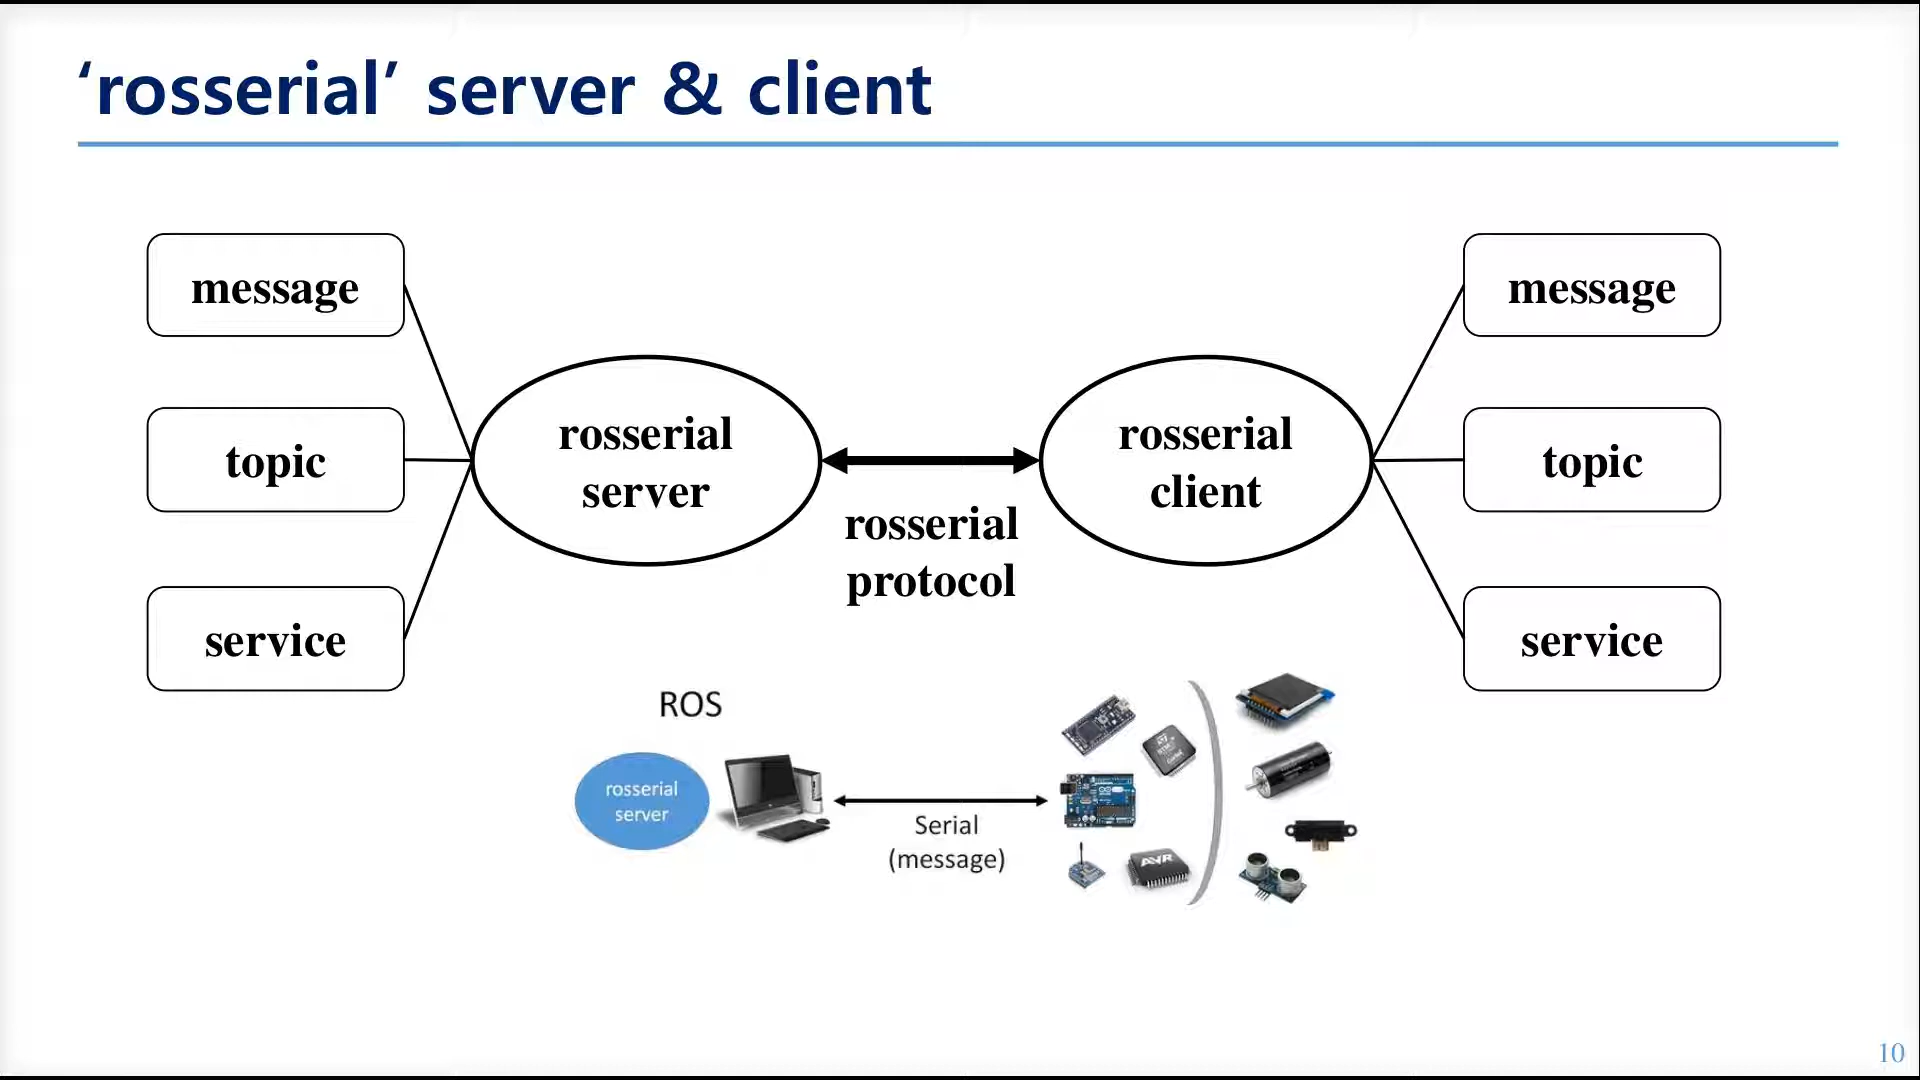 ‘rosserial’ server & client
message
topic
service
rosserial
server
rosserial
protocol
rosserial
client
message
topic
service
ROS
rosserial
server
Serial
(message)
AVR
10